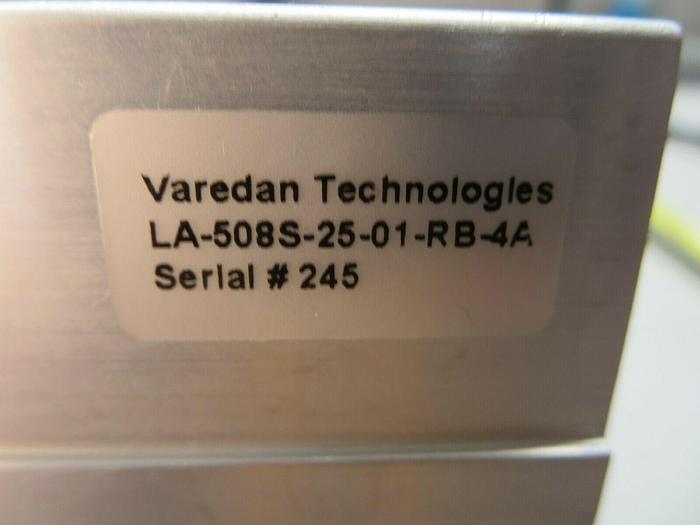 Varedan Technologies
LA-508S-25-01-RB-4A
Serial # 245